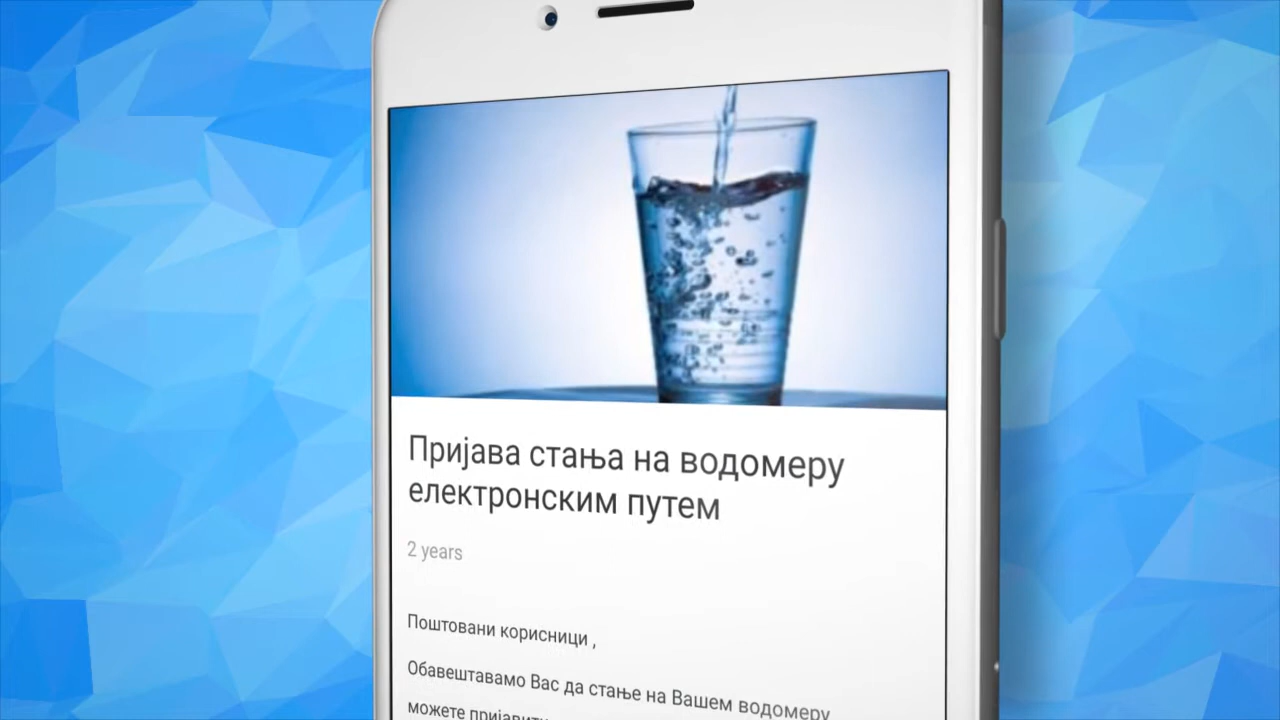 Пријава стања на водомеру
електронским путем
2 years
Поштовани корисници ,
Обавештавамо Вас да стање на Вашем водомеру
можете